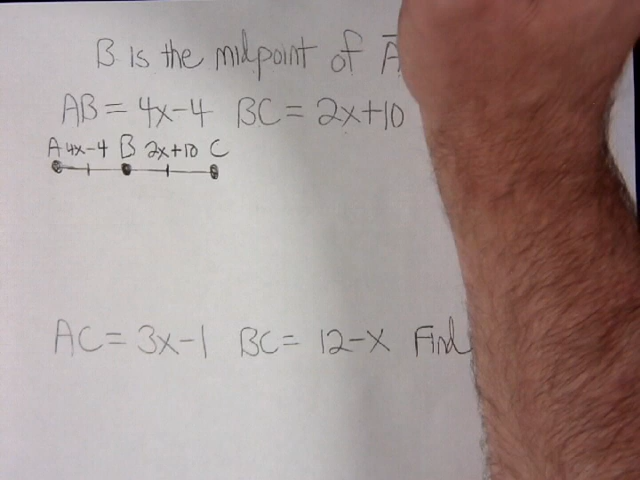 B is the midpoint of A
AB = 4x-4 BC = 2x+10
A 4x-4 B 2x+10 C
AC = 3x-1 BC = 12-x Find